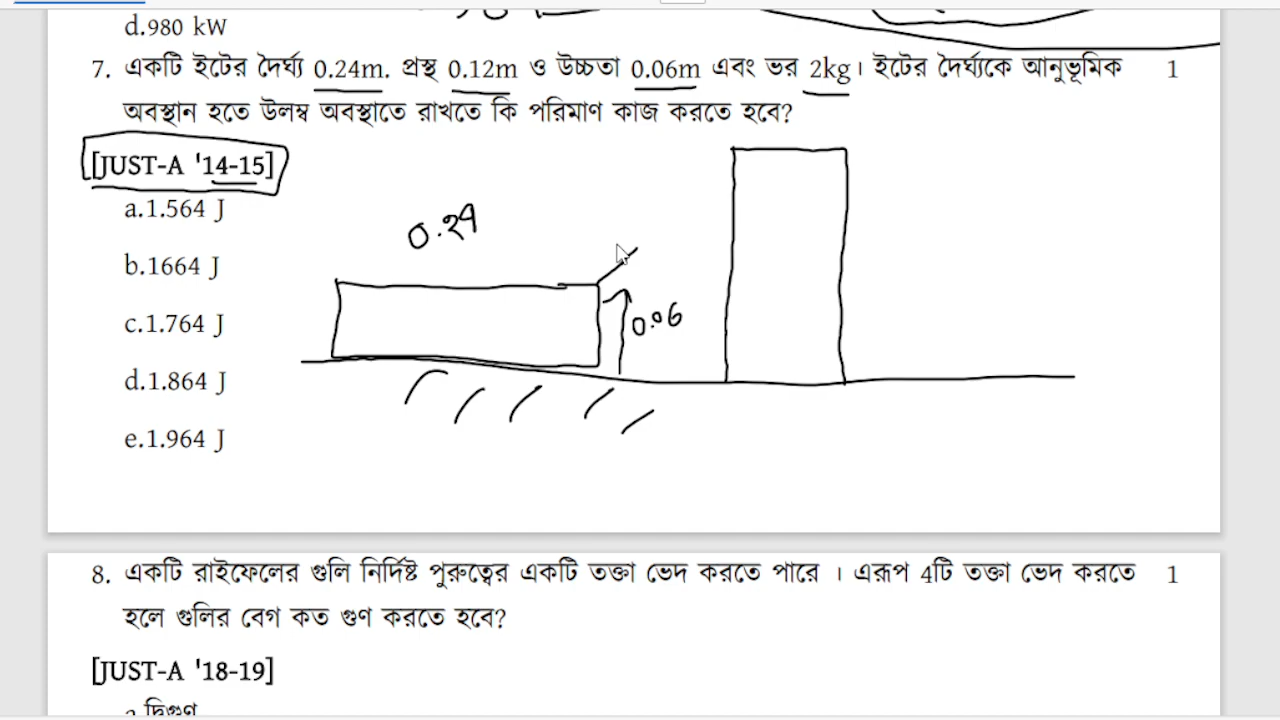 d.980 kW
7. একটি ইটের দৈর্ঘ্য 0.24m. প্রস্থ 0.12m ও উচ্চতা 0.06m এবং ভর 2kg। ইটের দৈর্ঘ্যকে আনুভূমিক 1
অবস্থান হতে উলম্ব অবস্থাতে রাখতে কি পরিমাণ কাজ করতে হবে?
[JUST-A '14-15]
a.1.564 J
0.24
b.1664 J
c.1.764 J
0.06
d.1.864 J
e.1.964 J
8. একটি রাইফেলের গুলি নির্দিষ্ট পুরুত্বের একটি তক্তা ভেদ করতে পারে । এরূপ 4টি তক্তা ভেদ করতে 1
হলে গুলির বেগ কত গুণ করতে হবে?
[JUST-A '18-19]